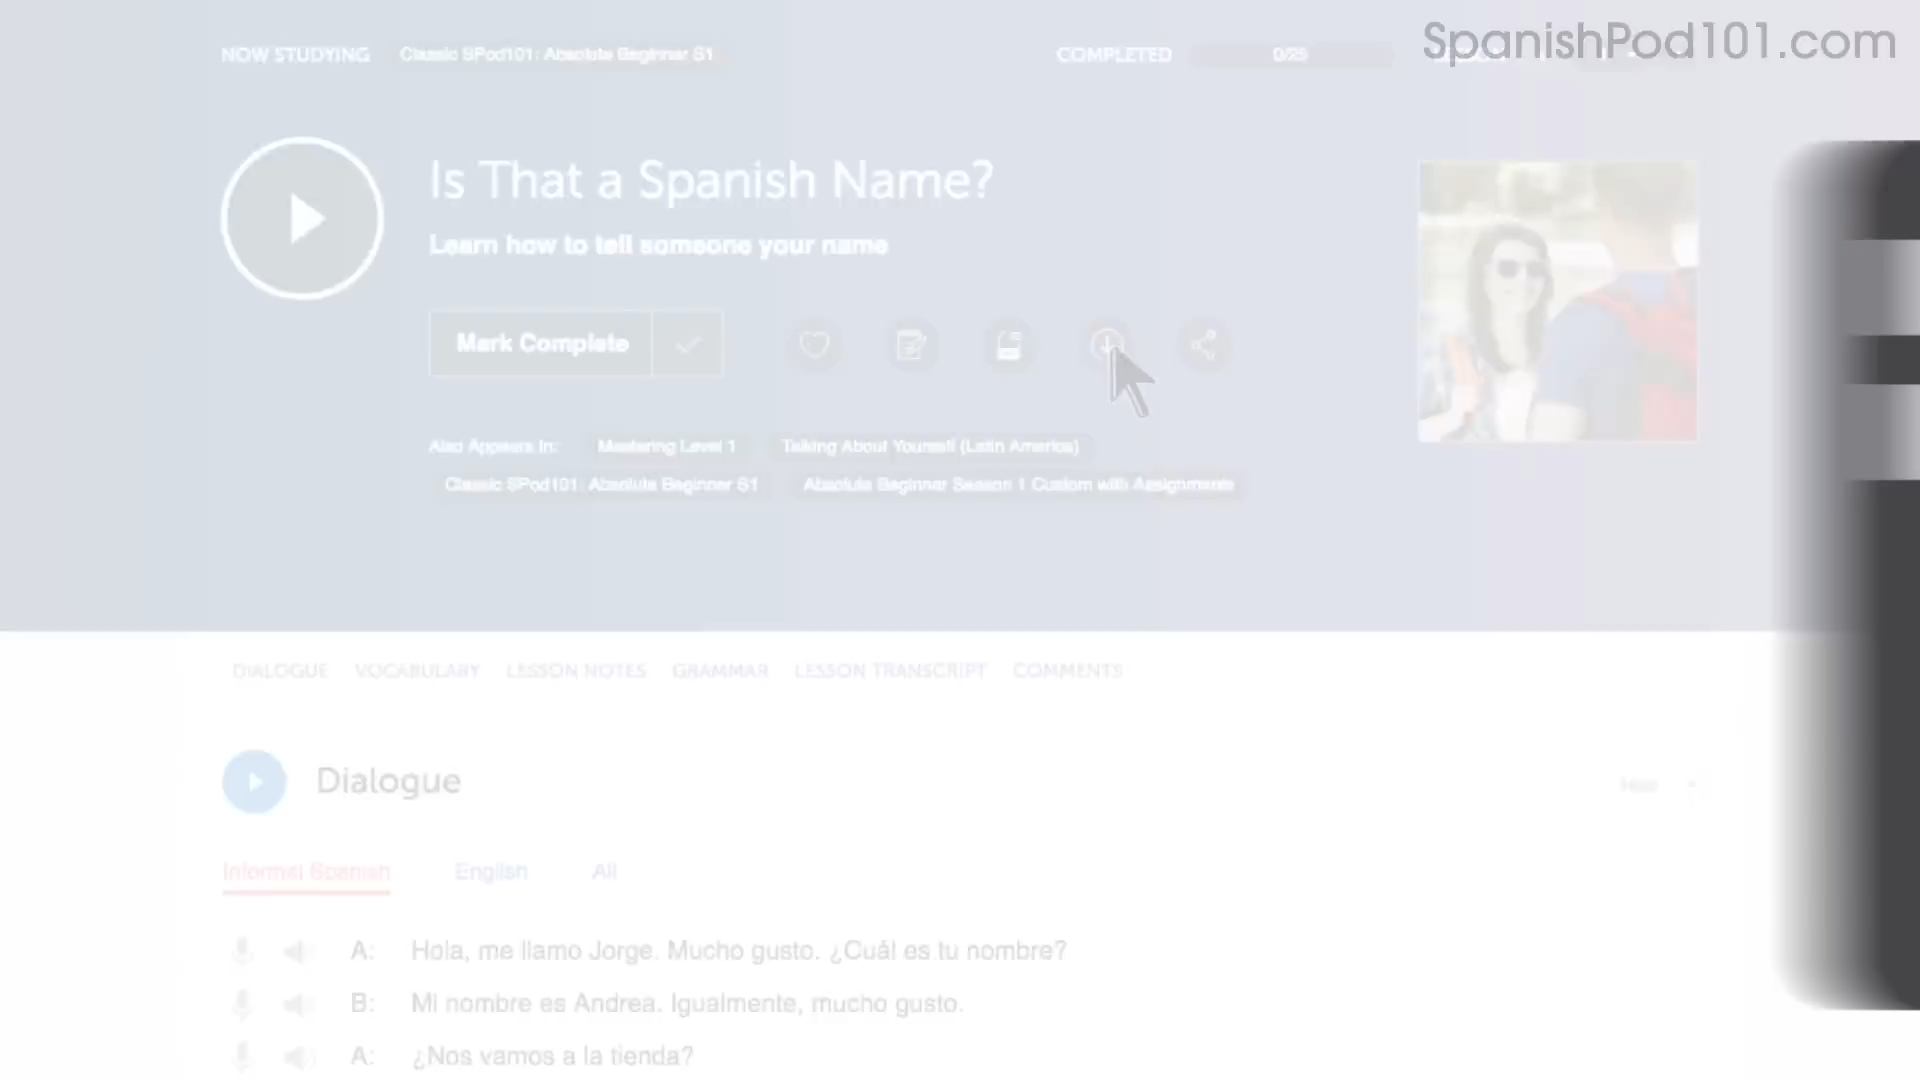 SpanishPod101.com
NOW STUDYING Classic SPod101: Absolute Beginner S1 COMPLETED 0/25
Is That a Spanish Name?
Learn how to tell someone your name
Mark Complete
Also Appears In: Mastering Level 1 Talking About Yourself (Latin America)
Classic SPod101: Absolute Beginner S1 Absolute Beginner Season 1 Custom with Assignments
DIALOGUE VOCABULARY LESSON NOTES GRAMMAR LESSON TRANSCRIPT COMMENTS
Dialogue
Informal Spanish English All
A: Hola, me llamo Jorge. Mucho gusto. ¿Cuál es tu nombre?
B: Mi nombre es Andrea. Igualmente, mucho gusto.
A: ¿Nos vamos a la tienda?